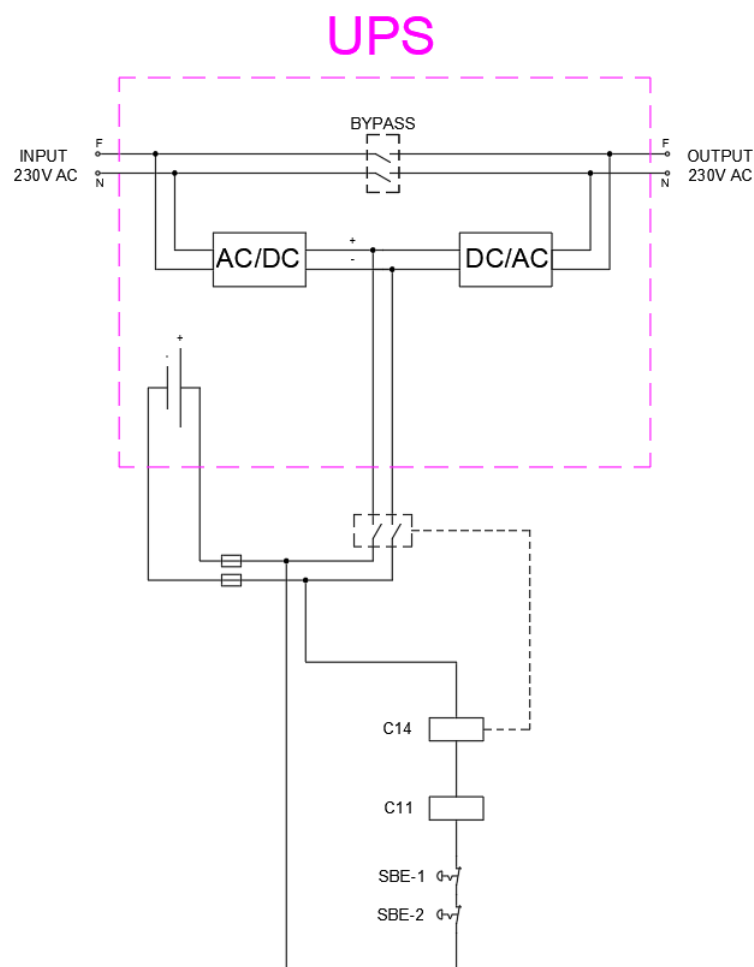 UPS
BYPASS
F
F
INPUT
OUTPUT
230V AC
N
N
230V AC
AC/DC
+
-
DC/AC
+
-
C14
C11
SBE-1
SBE-2